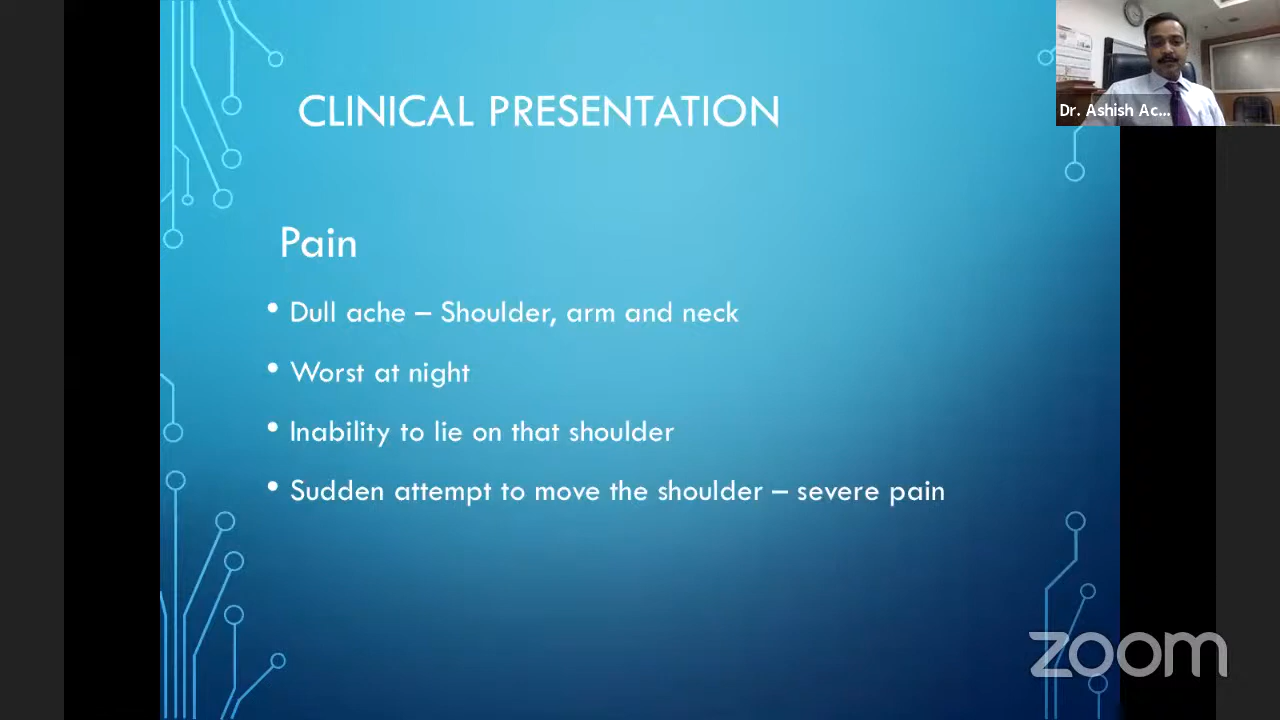 CLINICAL PRESENTATION
Dr. Ashish Ac...
Pain
• Dull ache – Shoulder, arm and neck
• Worst at night
• Inability to lie on that shoulder
• Sudden attempt to move the shoulder – severe pain
zoom